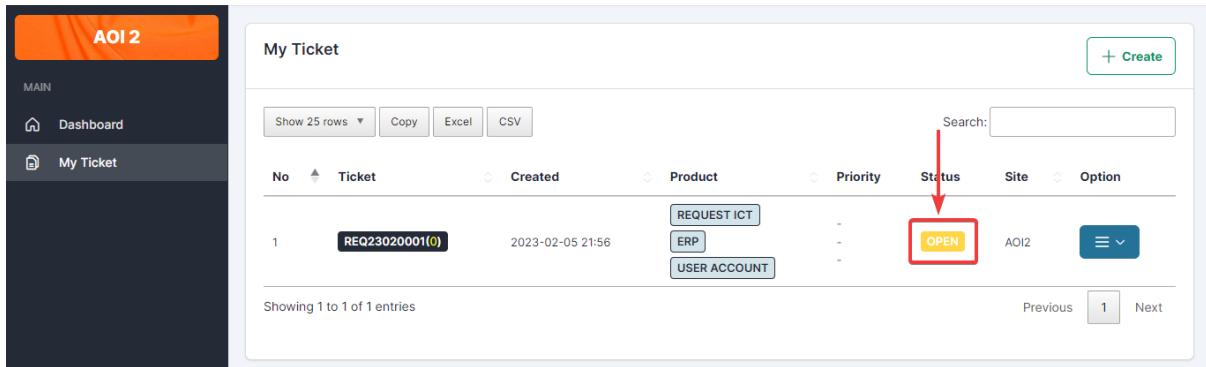 AOI 2
MAIN
Dashboard
My Ticket
My Ticket
+ Create
Show 25 rows Copy Excel CSV Search:
No Ticket Created Product Priority Status Site Option
1 REQ23020001(0) 2023-02-05 21:56 REQUEST ICT - OPEN AOI2
ERP -
USER ACCOUNT -
Showing 1 to 1 of 1 entries Previous 1 Next